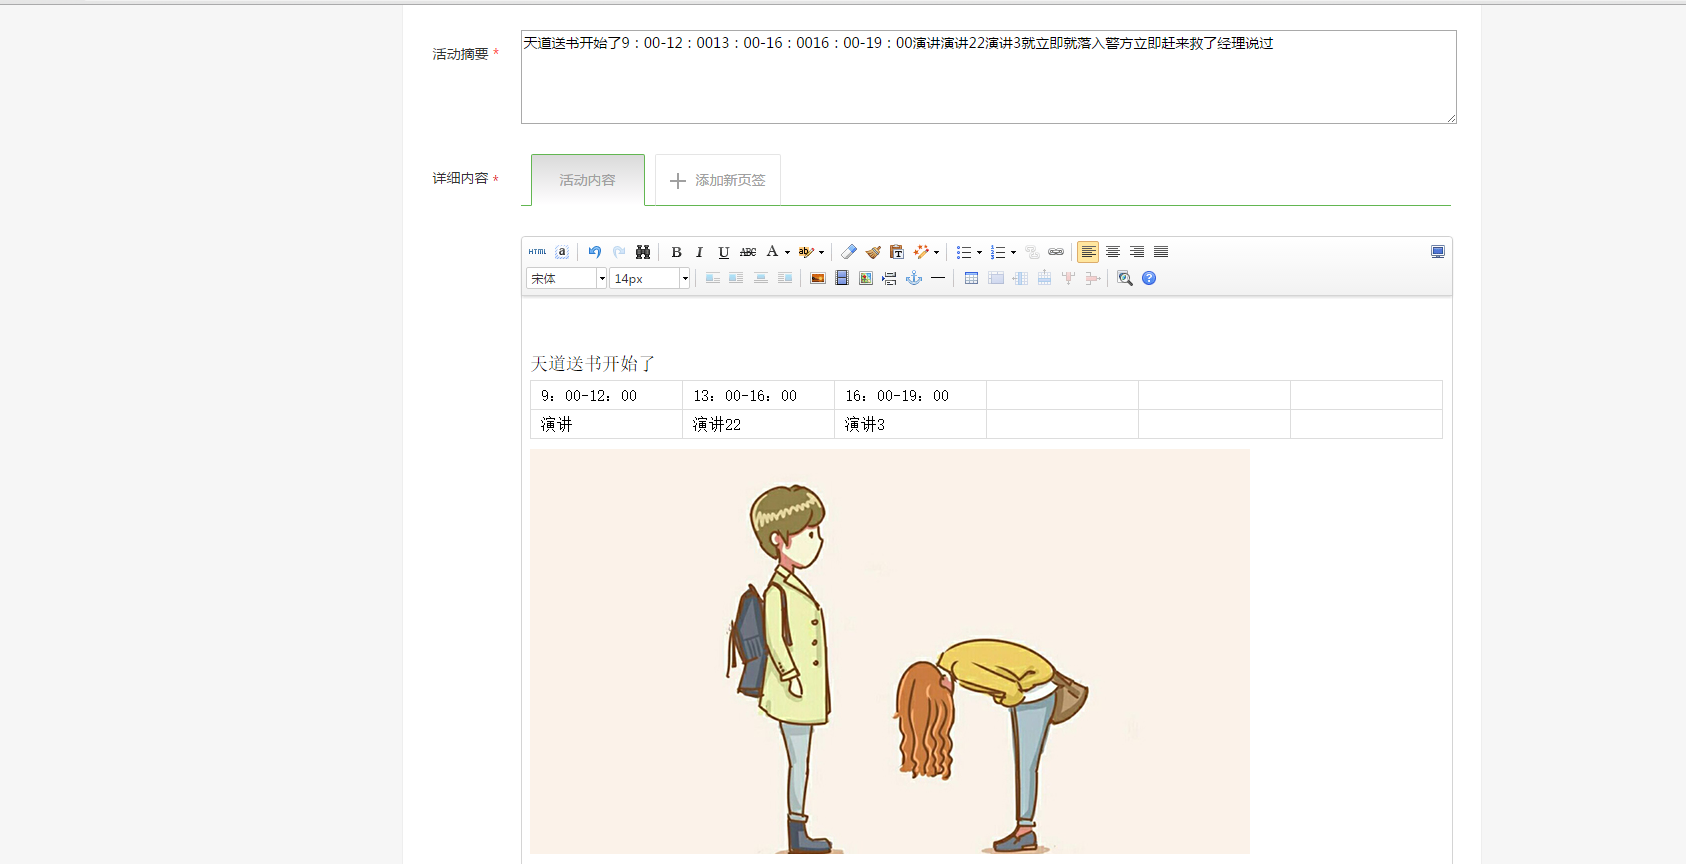 活动摘要 *
天道送书开始了9：00-12：0013：00-16：0016：00-19：00演讲演讲22演讲3就立即就落入警方立即赶来救了经理说过
详细内容 *
活动内容
添加新页签
HTML
B I U ABC A ab
宋体
14px
天道送书开始了
9：00-12：00 13：00-16：00 16：00-19：00
演讲 演讲22 演讲3